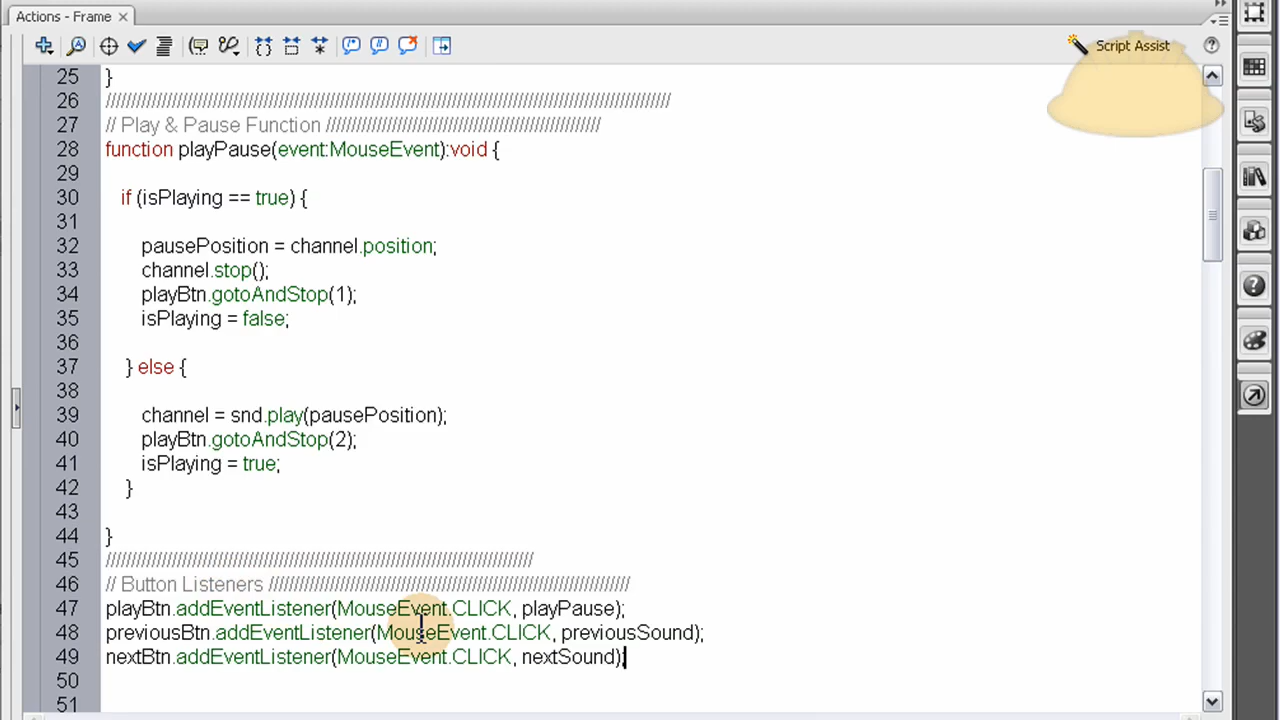 Actions - Frame ×
Script Assist
25 }
26 ////////////////////////////////////////////////////////////////////////////////////////////////////////////////
27 // Play & Pause Function //////////////////////////////////////////////////////
28 function playPause(event:MouseEvent):void {
29
30 if (isPlaying == true) {
31
32 pausePosition = channel.position;
33 channel.stop();
34 playBtn.gotoAndStop(1);
35 isPlaying = false;
36
37 } else {
38
39 channel = snd.play(pausePosition);
40 playBtn.gotoAndStop(2);
41 isPlaying = true;
42 }
43
44 }
45 /////////////////////////////////////////////////////////////////////////////////////
46 // Button Listeners ////////////////////////////////////////////////////////////////////////
47 playBtn.addEventListener(MouseEvent.CLICK, playPause);
48 previousBtn.addEventListener(MouseEvent.CLICK, previousSound);
49 nextBtn.addEventListener(MouseEvent.CLICK, nextSound);
50
51